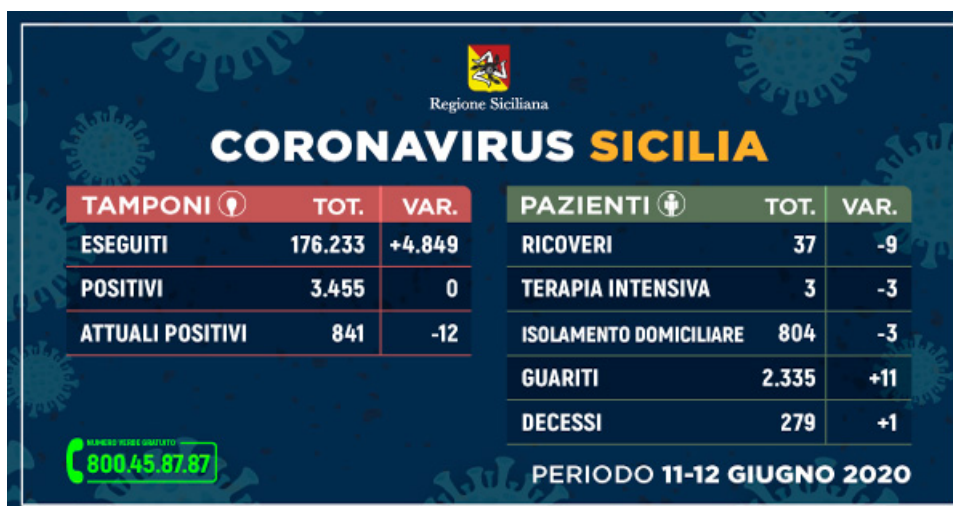 Regione Siciliana
CORONAVIRUS SICILIA
TAMPONI TOT. VAR.
ESEGUITI 176.233 +4.849
POSITIVI 3.455 0
ATTUALI POSITIVI 841 -12
PAZIENTI TOT. VAR.
RICOVERI 37 -9
TERAPIA INTENSIVA 3 -3
ISOLAMENTO DOMICILIARE 804 -3
GUARITI 2.335 +11
DECESSI 279 +1
NUMERO VERDE GRATUITO
800.45.87.87
PERIODO 11-12 GIUGNO 2020